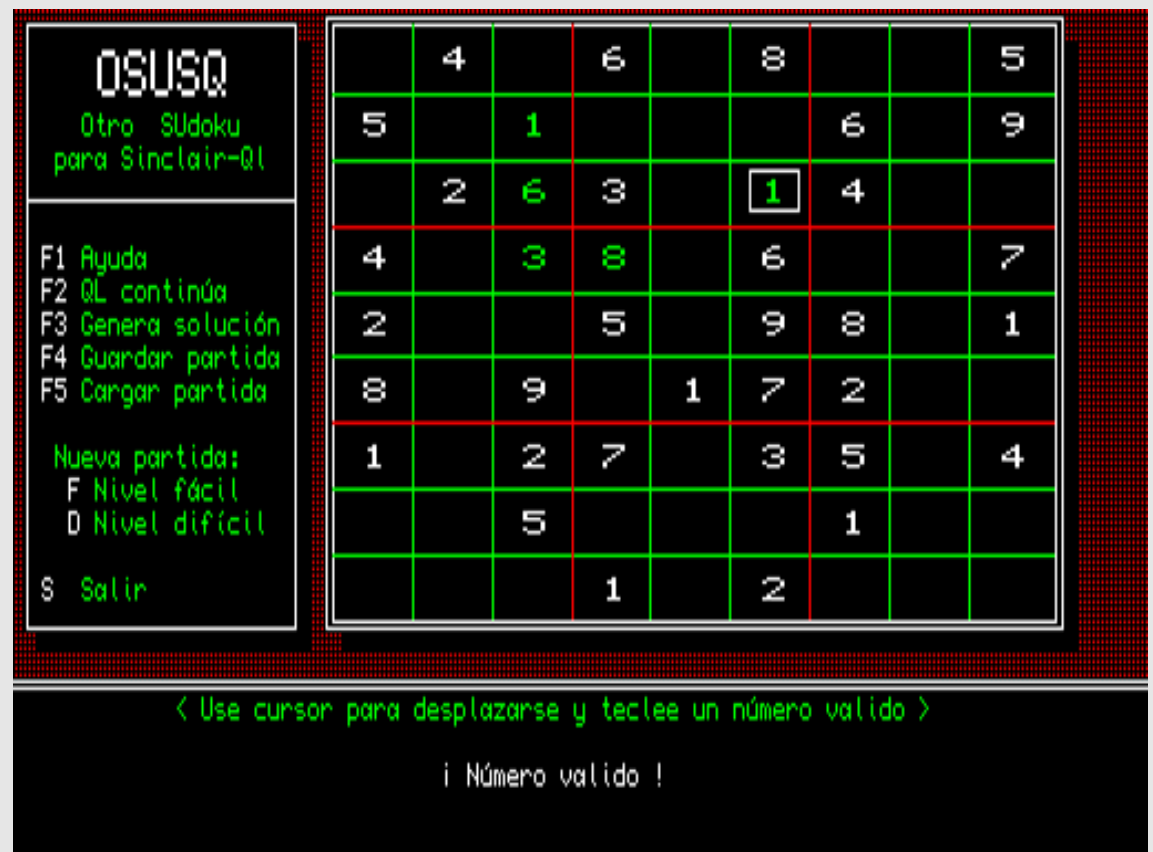 OSUSQ
Otro SUdoku
para Sinclair-Ql
F1 Ayuda
F2 QL continúa
F3 Genera solución
F4 Guardar partida
F5 Cargar partida
Nueva partida:
F Nivel fácil
D Nivel difícil
S Salir
4 6 8 5
5 1 6 9
2 6 3 1 4
4 3 8 6 7
2 5 9 8 1
8 9 1 7 2
1 2 7 3 5 4
5 1
1 2
< Use cursor para desplazarse y teclee un número valido >
¡ Número valido !